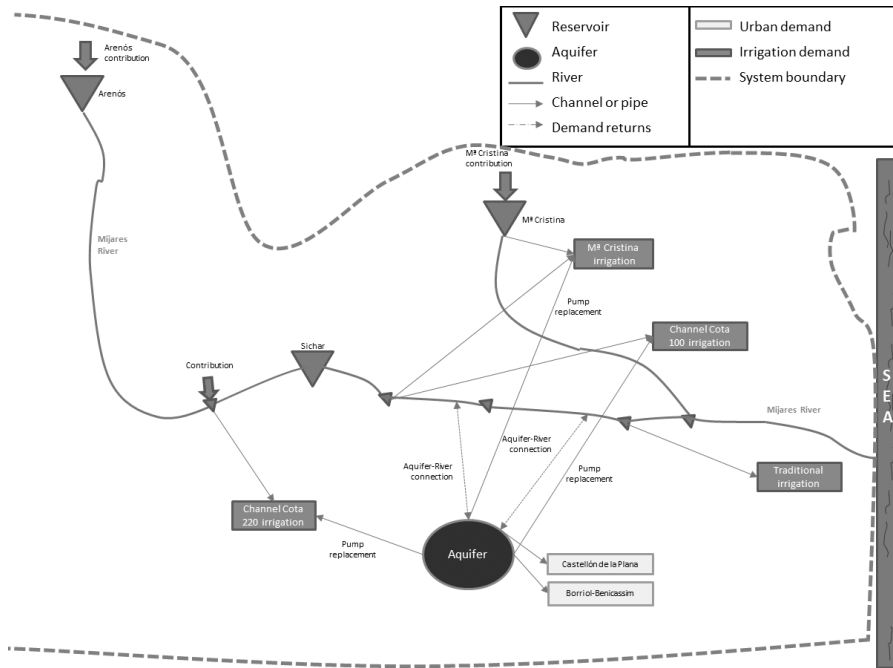 Reservoir
Aquifer
River
Channel or pipe
Demand returns
Urban demand
Irrigation demand
System boundary
Arenós
contribution
Arenós
Mª Cristina
contribution
Mª Cristina
Mijares
River
Mª Cristina
irrigation
Pump
replacement
Channel Cota
100 irrigation
Sichar
Contribution
S
E
A
Mijares River
Aquifer-River
connection
Aquifer-River
connection
Pump
replacement
Traditional
irrigation
Channel Cota
220 irrigation
Pump
replacement
Aquifer
Castellón de la Plana
Borriol-Benicassim